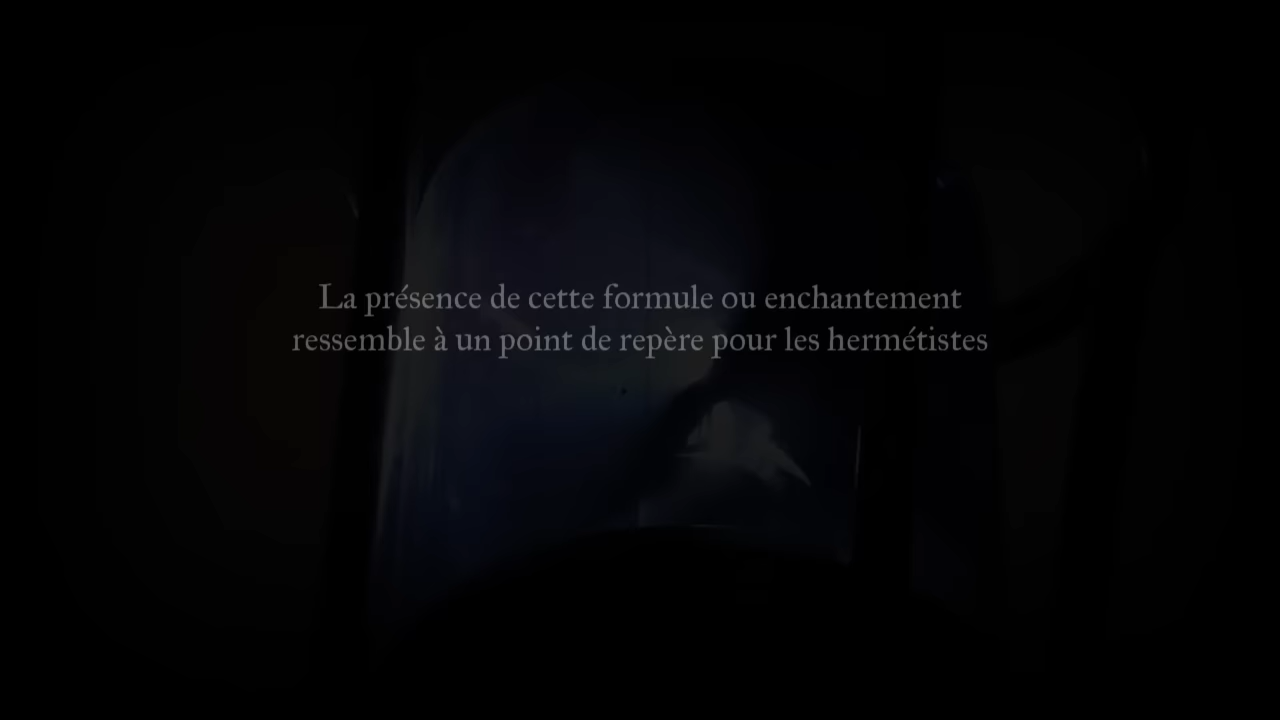 La présence de cette formule ou enchantement
ressemble à un point de repère pour les hermétistes